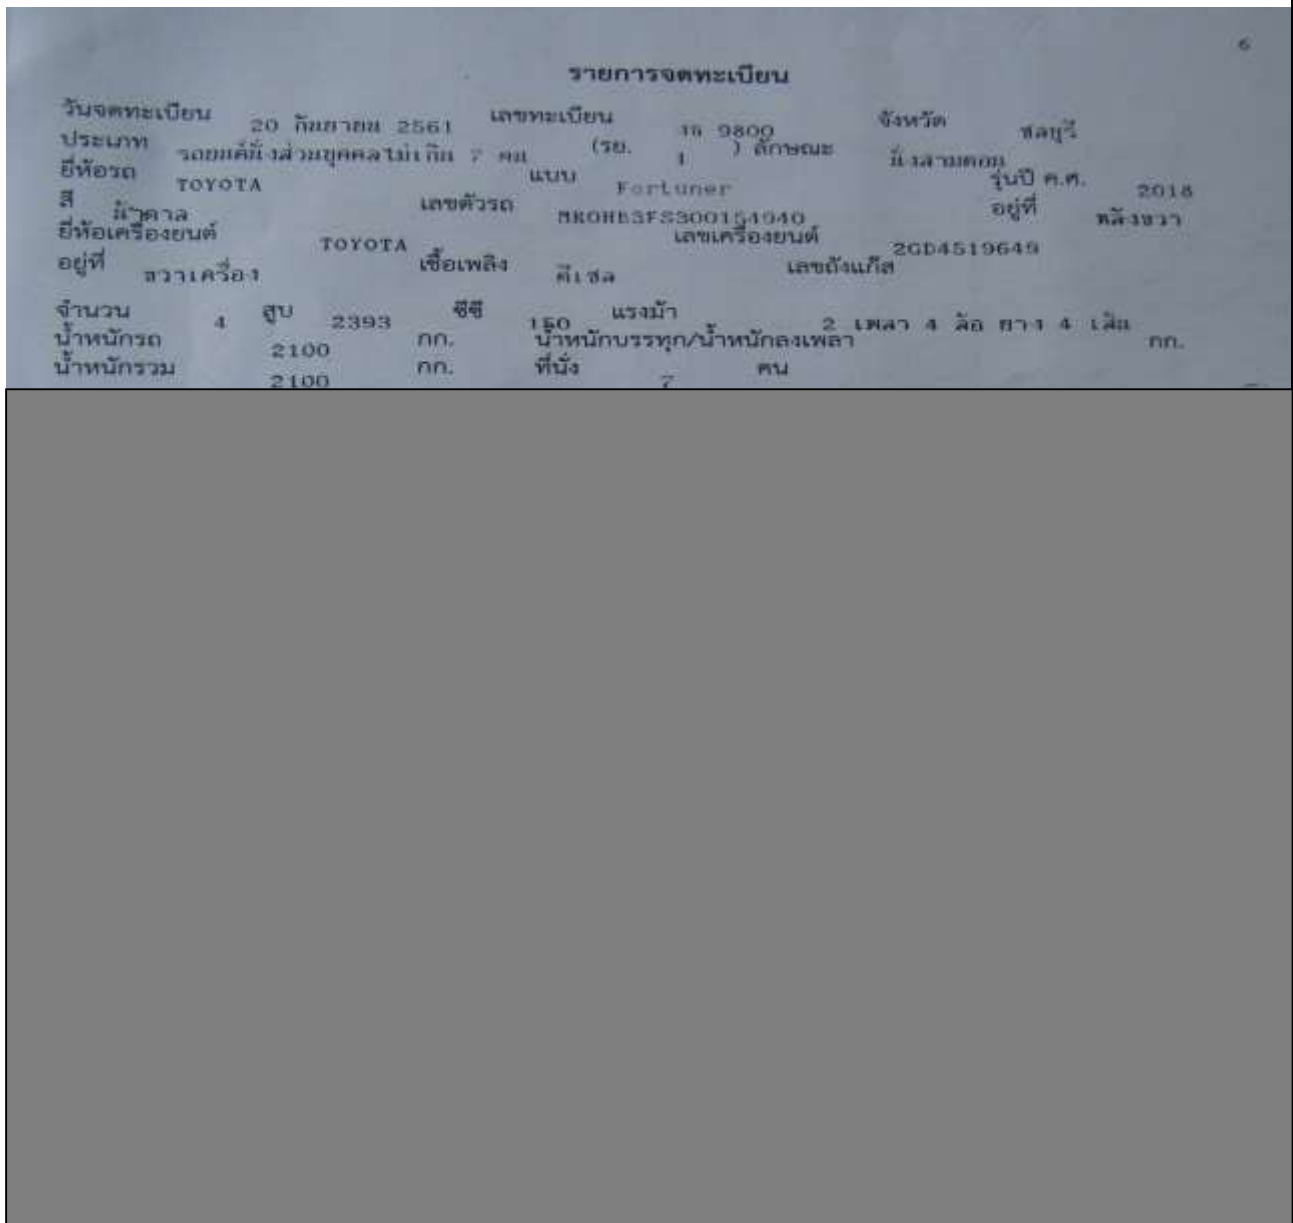 6
รายการจดทะเบียน
วันจดทะเบียน 20 กันยายน 2561 เลขทะเบียน 9800 จังหวัด ชลบุรี
ประเภท รถยนต์นั่งส่วนบุคคลไม่เกิน 7 คน (รย. 1 ) ลักษณะ นั่งสามตอน
ยี่ห้อรถ TOYOTA แบบ Fortuner รุ่นปี ค.ศ. 2018
สี น้ำตาล เลขตัวรถ อยู่ที่ หลังขวา
ยี่ห้อเครื่องยนต์ TOYOTA เลขเครื่องยนต์ 2GD4519649
อยู่ที่ ขวาเครื่อง เชื้อเพลิง ดีเซล เลขถังแก๊ส
จำนวน 4 สูบ 2393 ซีซี 150 แรงม้า 2 เพลา 4 ล้อ ยาง 4 เส้น
น้ำหนักรถ 2100 กก. น้ำหนักบรรทุก/น้ำหนักลงเพลา กก.
น้ำหนักรวม 2100 กก. ที่นั่ง 7 คน